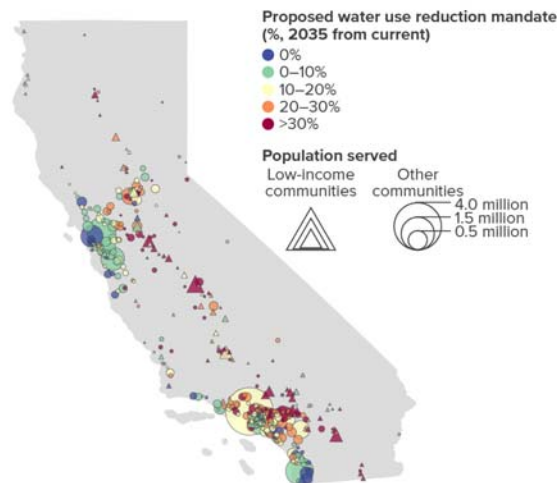 Proposed water use reduction mandate
(%, 2035 from current)
0%
0–10%
10–20%
20–30%
>30%
Population served
Low-income
communities
Other
communities
4.0 million
1.5 million
0.5 million